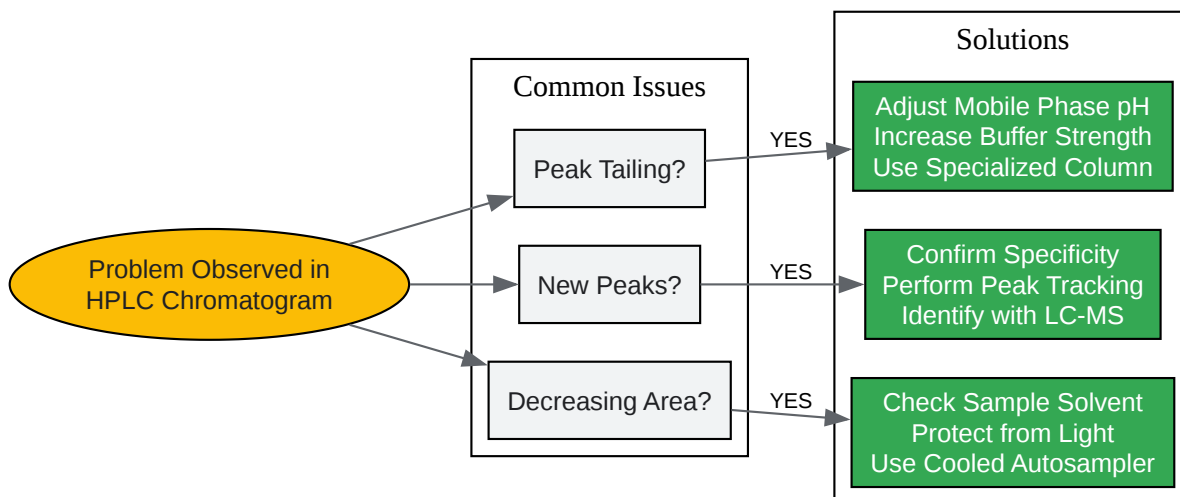 Problem Observed in
HPLC Chromatogram
Common Issues
Peak Tailing?
New Peaks?
Decreasing Area?
YES
YES
YES
Solutions
Adjust Mobile Phase pH
Increase Buffer Strength
Use Specialized Column
Confirm Specificity
Perform Peak Tracking
Identify with LC-MS
Check Sample Solvent
Protect from Light
Use Cooled Autosampler